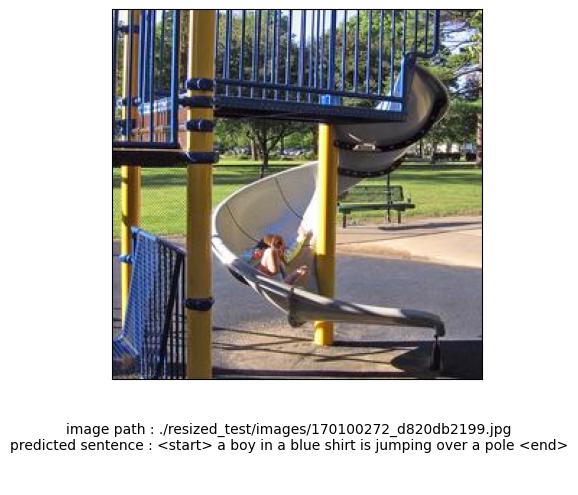 image path : ./resized_test/images/170100272_d820db2199.jpg
predicted sentence : <start> a boy in a blue shirt is jumping over a pole <end>